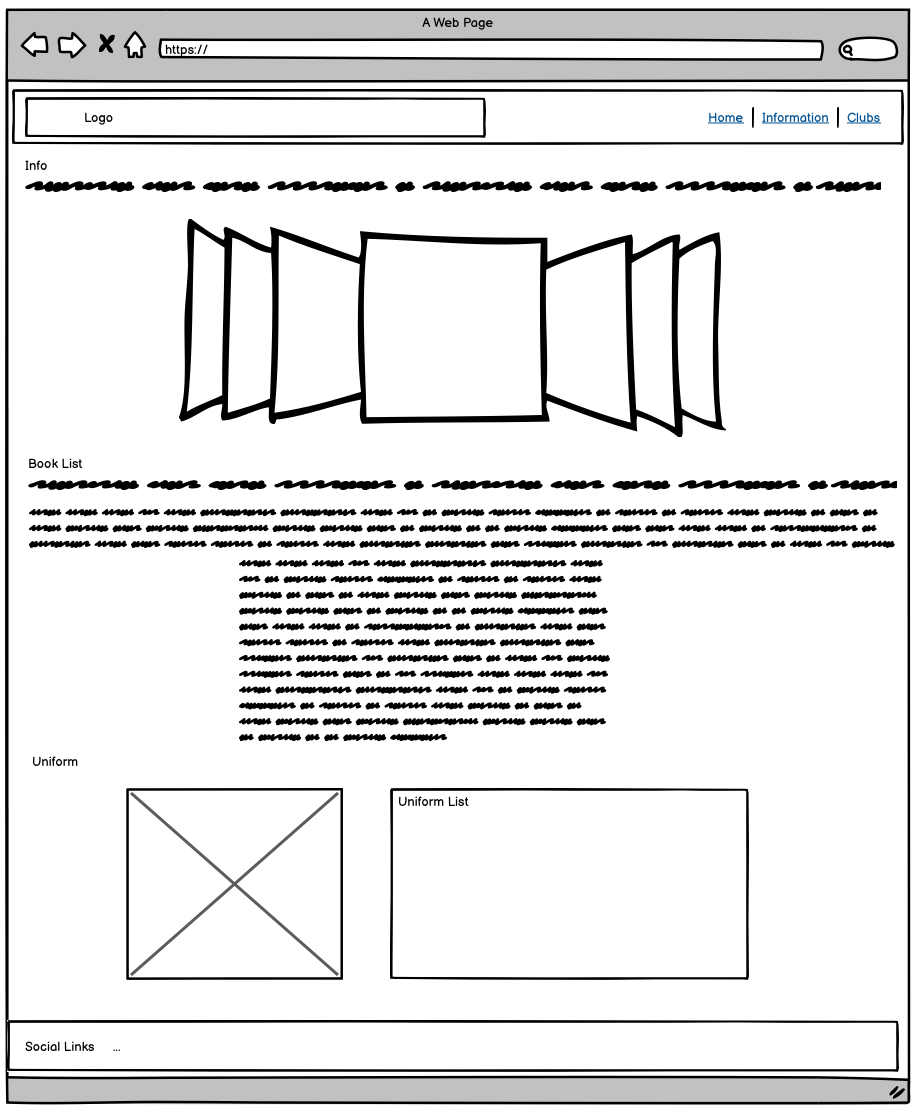 A Web Page
https://
Logo
Home | Information | Clubs
Info
Book List
Uniform
Uniform List
Social Links ...